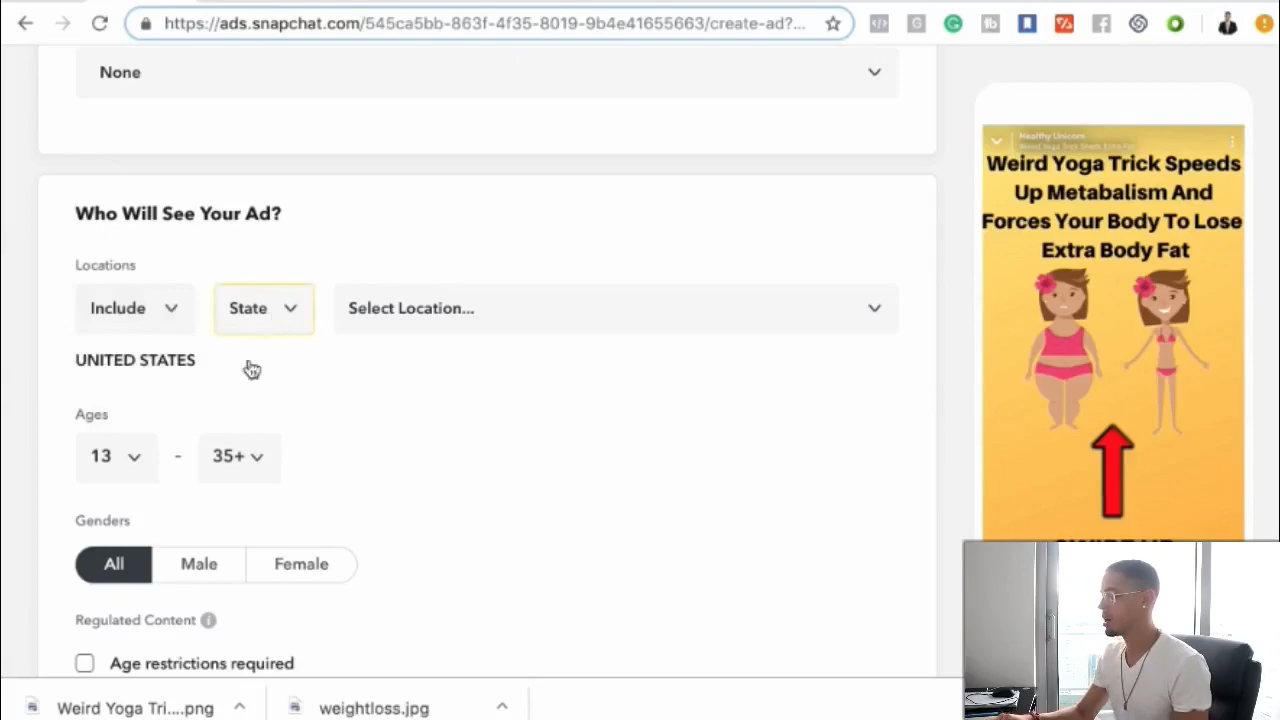 https://ads.snapchat.com/545ca5bb-863f-4f35-8019-9b4e41655663/create-ad?...
None
Who Will See Your Ad?
Locations
Include
State
Select Location...
UNITED STATES
Ages
13
-
35+
Genders
All
Male
Female
Regulated Content
Age restrictions required
Healthy Unicorn
Weird Yoga Trick Speeds
Up Metabalism And
Forces Your Body To Lose
Extra Body Fat
Weird Yoga Tri....png
weightloss.jpg